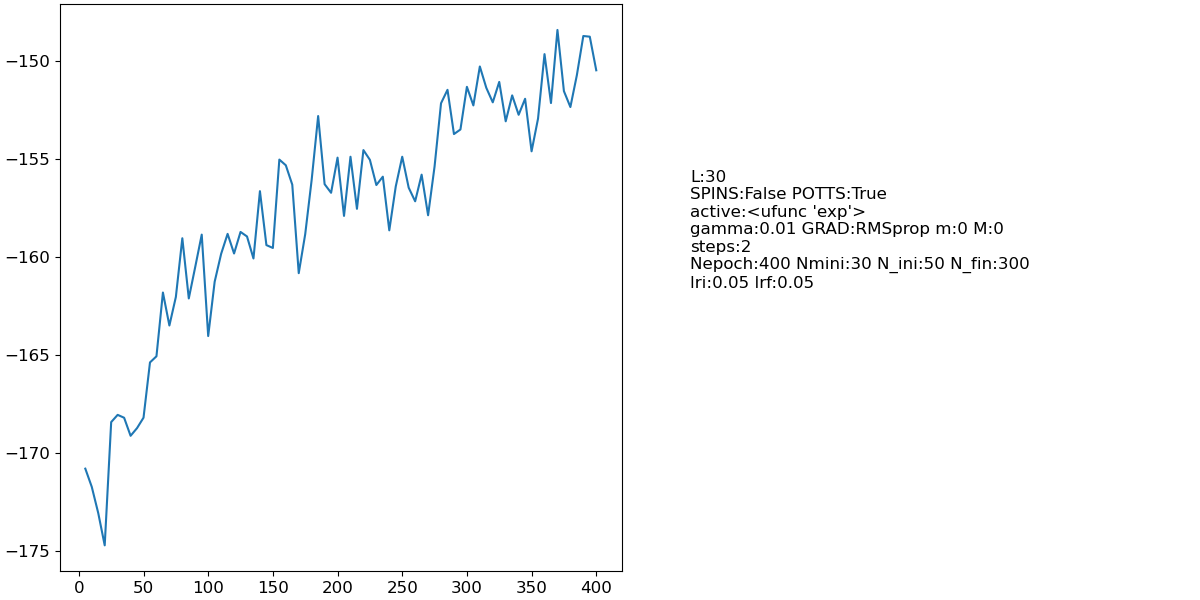 −150
−155
−160
−165
−170
−175
0 50 100 150 200 250 300 350 400
L:30
SPINS:False POTTS:True
active:<ufunc 'exp'>
gamma:0.01 GRAD:RMSprop m:0 M:0
steps:2
Nepoch:400 Nmini:30 N_ini:50 N_fin:300
lri:0.05 lrf:0.05